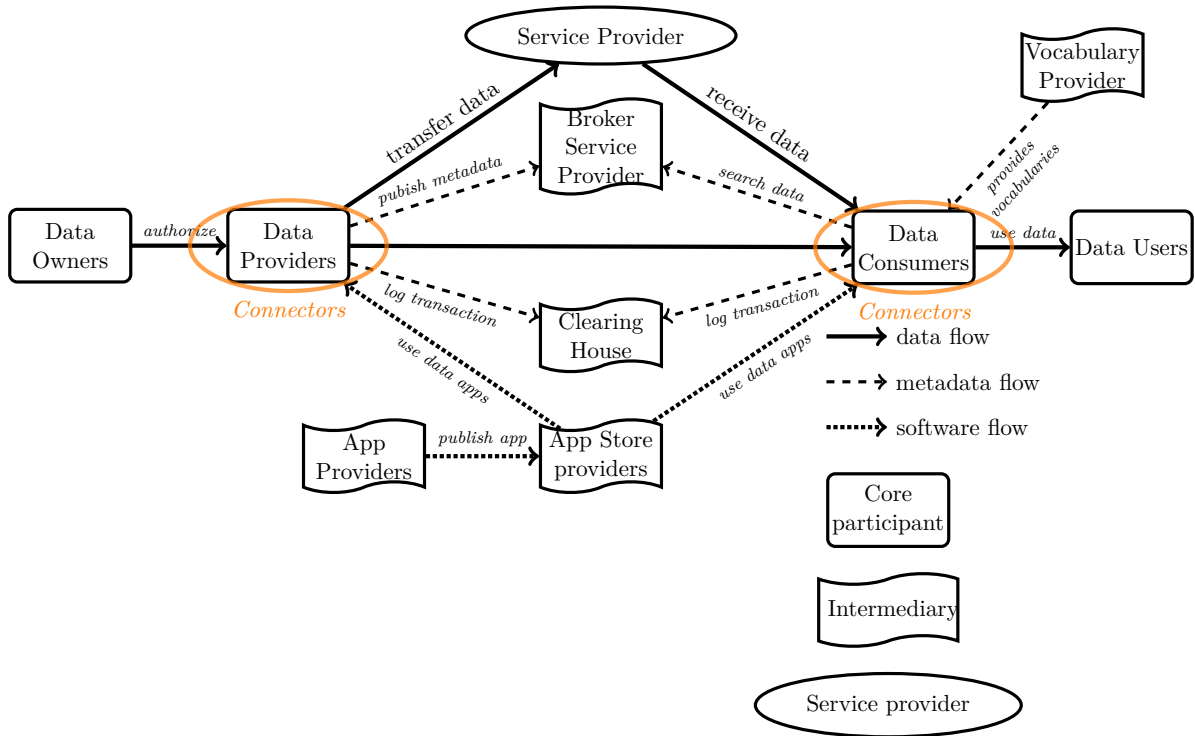 Service Provider
Vocabulary
Provider
transfer data
receive data
Broker
Service
Provider
pubish metadata
search data
provides
vocabularies
Data
Owners
authorize
Data
Providers
Data
Consumers
use data
Data Users
Connectors
Connectors
log transaction
log transaction
Clearing
House
use data apps
use data apps
data flow
metadata flow
software flow
App
Providers
publish app
App Store
providers
Core
participant
Intermediary
Service provider